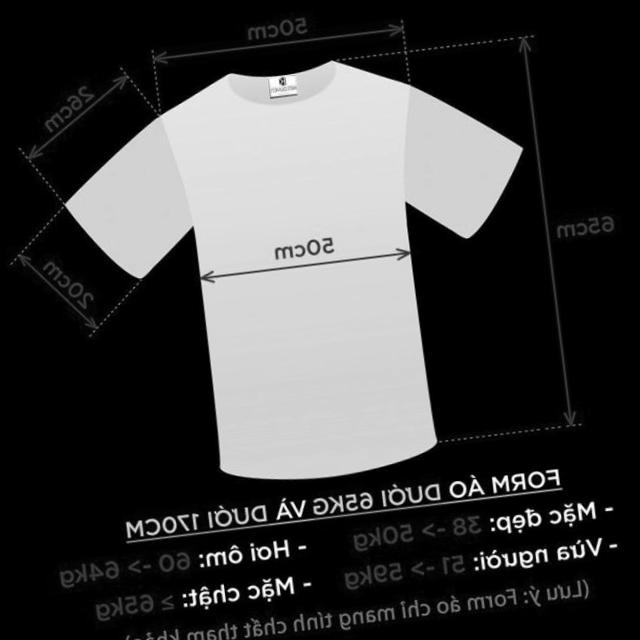 50cm
26cm
20cm
50cm
65cm
FORM ÁO DƯỚI 65KG VÀ DƯỚI 170CM
- Mặc đẹp: 38 -> 50kg
- Vừa người: 51 -> 59kg
- Hơi ôm: 60 -> 64kg
- Mặc chật: ≥ 65kg
(Lưu ý: Form áo chỉ mang tính chất tham khảo)